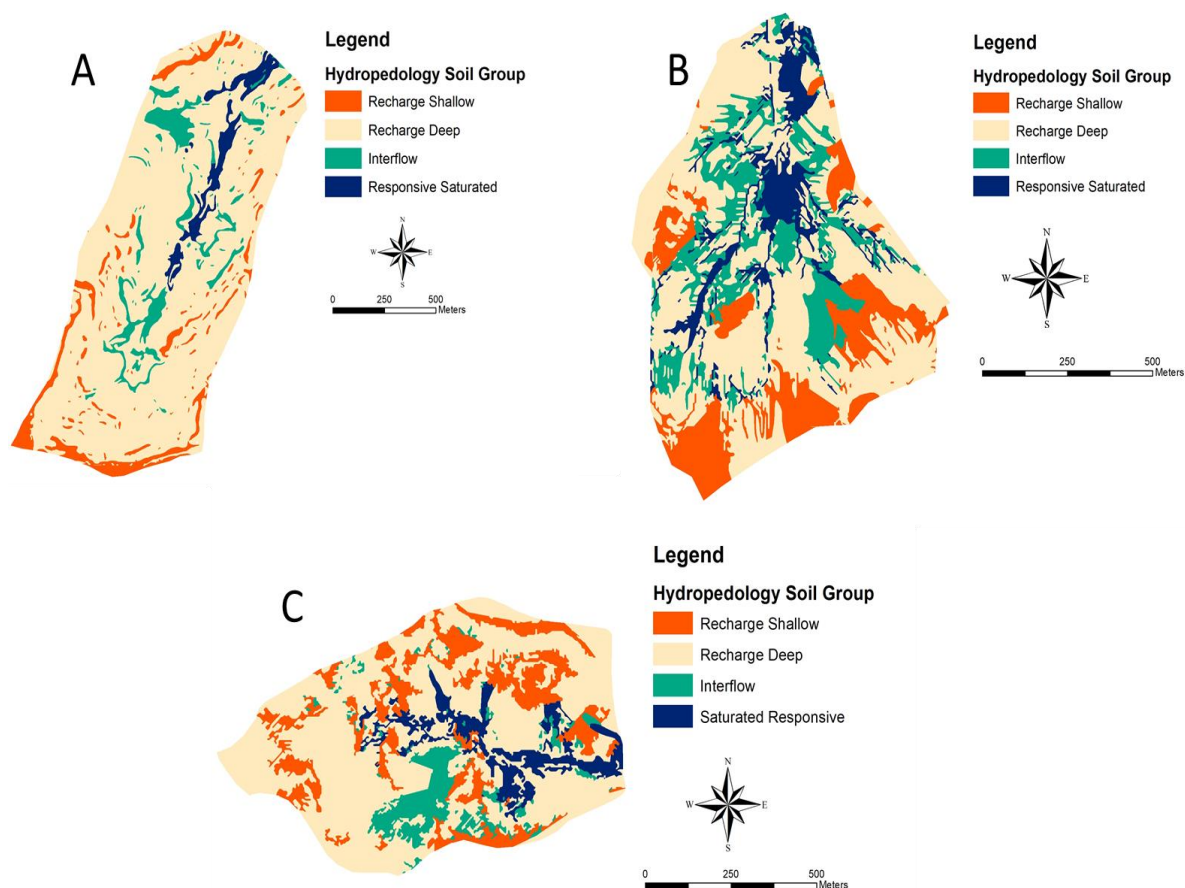 A
Legend
Hydropedology Soil Group
Recharge Shallow
Recharge Deep
Interflow
Responsive Saturated
N
W E
S
0 250 500
Meters
B
Legend
Hydropedology Soil Group
Recharge Shallow
Recharge Deep
Interflow
Responsive Saturated
N
W E
S
0 250 500
Meters
C
Legend
Hydropedology Soil Group
Recharge Shallow
Recharge Deep
Interflow
Saturated Responsive
N
W E
S
0 250 500
Meters